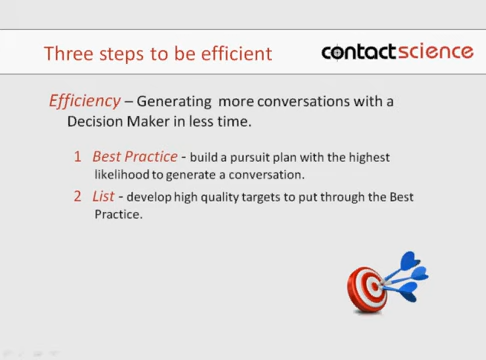 Three steps to be efficient
contactscience
Efficiency – Generating more conversations with a
Decision Maker in less time.
1 Best Practice - build a pursuit plan with the highest
likelihood to generate a conversation.
2 List - develop high quality targets to put through the Best
Practice.